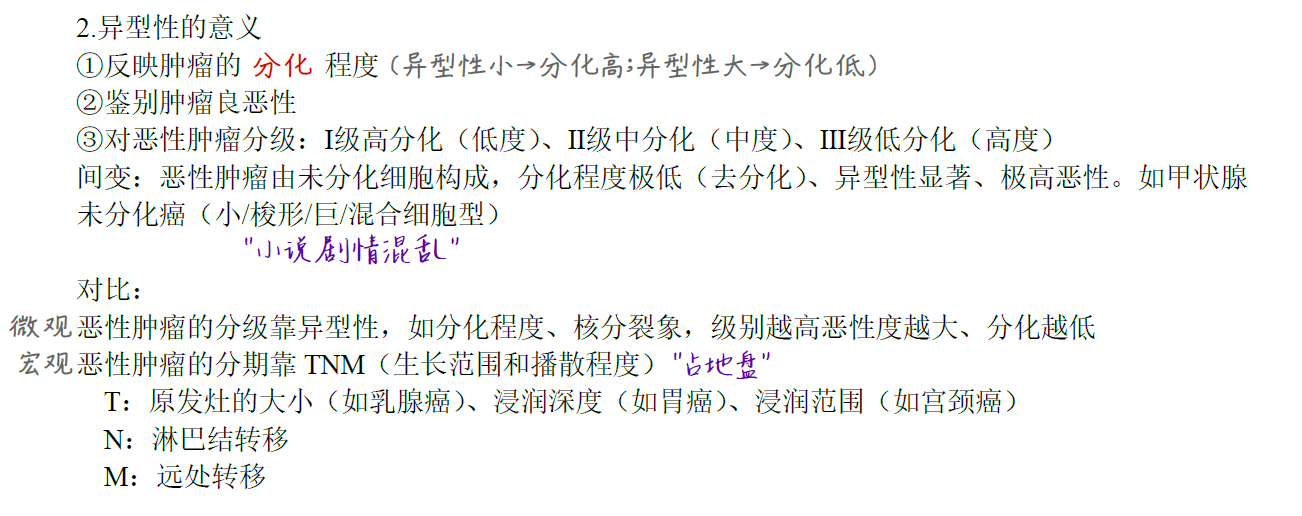 2.异型性的意义
①反映肿瘤的 分化 程度(异型性小→分化高;异型性大→分化低)
②鉴别肿瘤良恶性
③对恶性肿瘤分级：I级高分化（低度）、II级中分化（中度）、III级低分化（高度）
间变：恶性肿瘤由未分化细胞构成，分化程度极低（去分化）、异型性显著、极高恶性。如甲状腺
未分化癌（小/梭形/巨/混合细胞型）
"小说剧情混乱"
对比：
微观 恶性肿瘤的分级靠异型性，如分化程度、核分裂象，级别越高恶性度越大、分化越低
宏观 恶性肿瘤的分期靠 TNM（生长范围和播散程度）"占地盘"
T：原发灶的大小（如乳腺癌）、浸润深度（如胃癌）、浸润范围（如宫颈癌）
N：淋巴结转移
M：远处转移